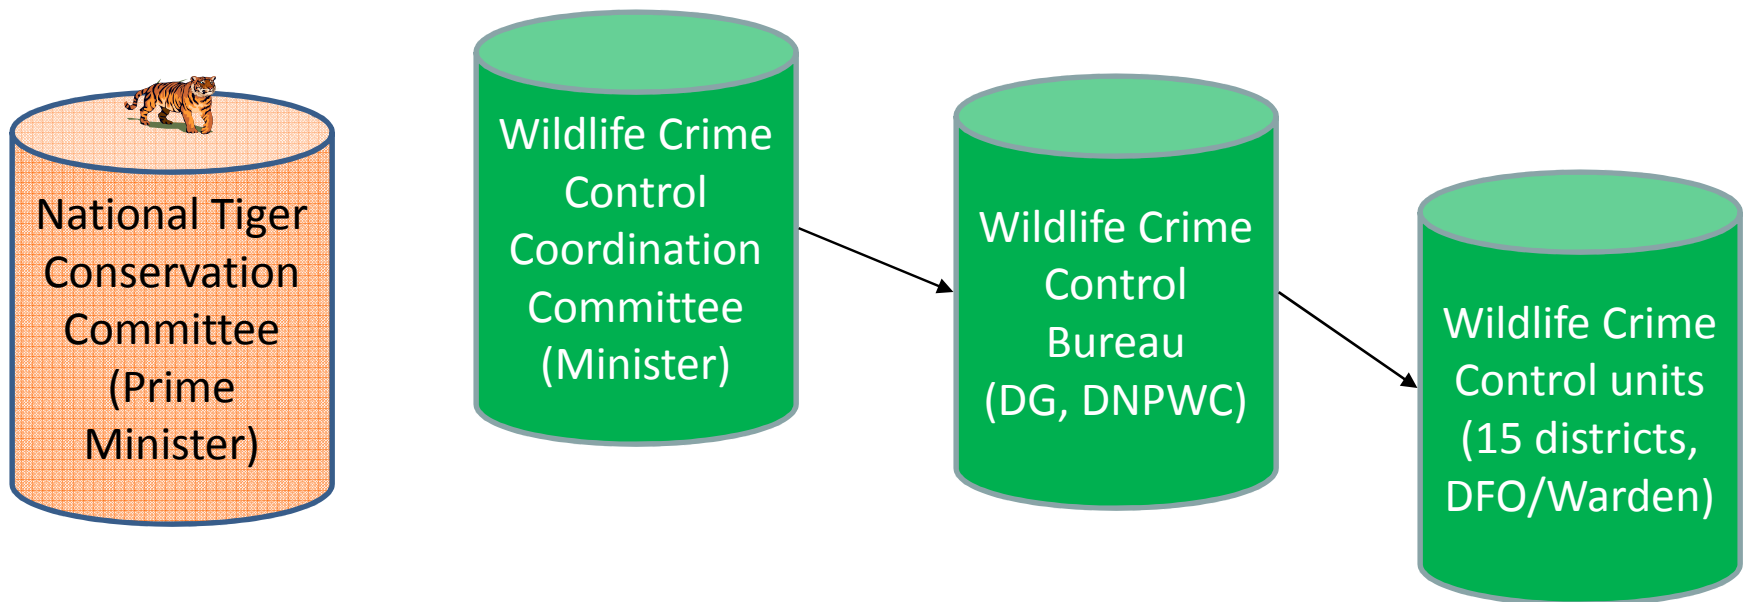 National Tiger
Conservation
Committee
(Prime
Minister)
Wildlife Crime
Control
Coordination
Committee
(Minister)
Wildlife Crime
Control
Bureau
(DG, DNPWC)
Wildlife Crime
Control units
(15 districts,
DFO/Warden)